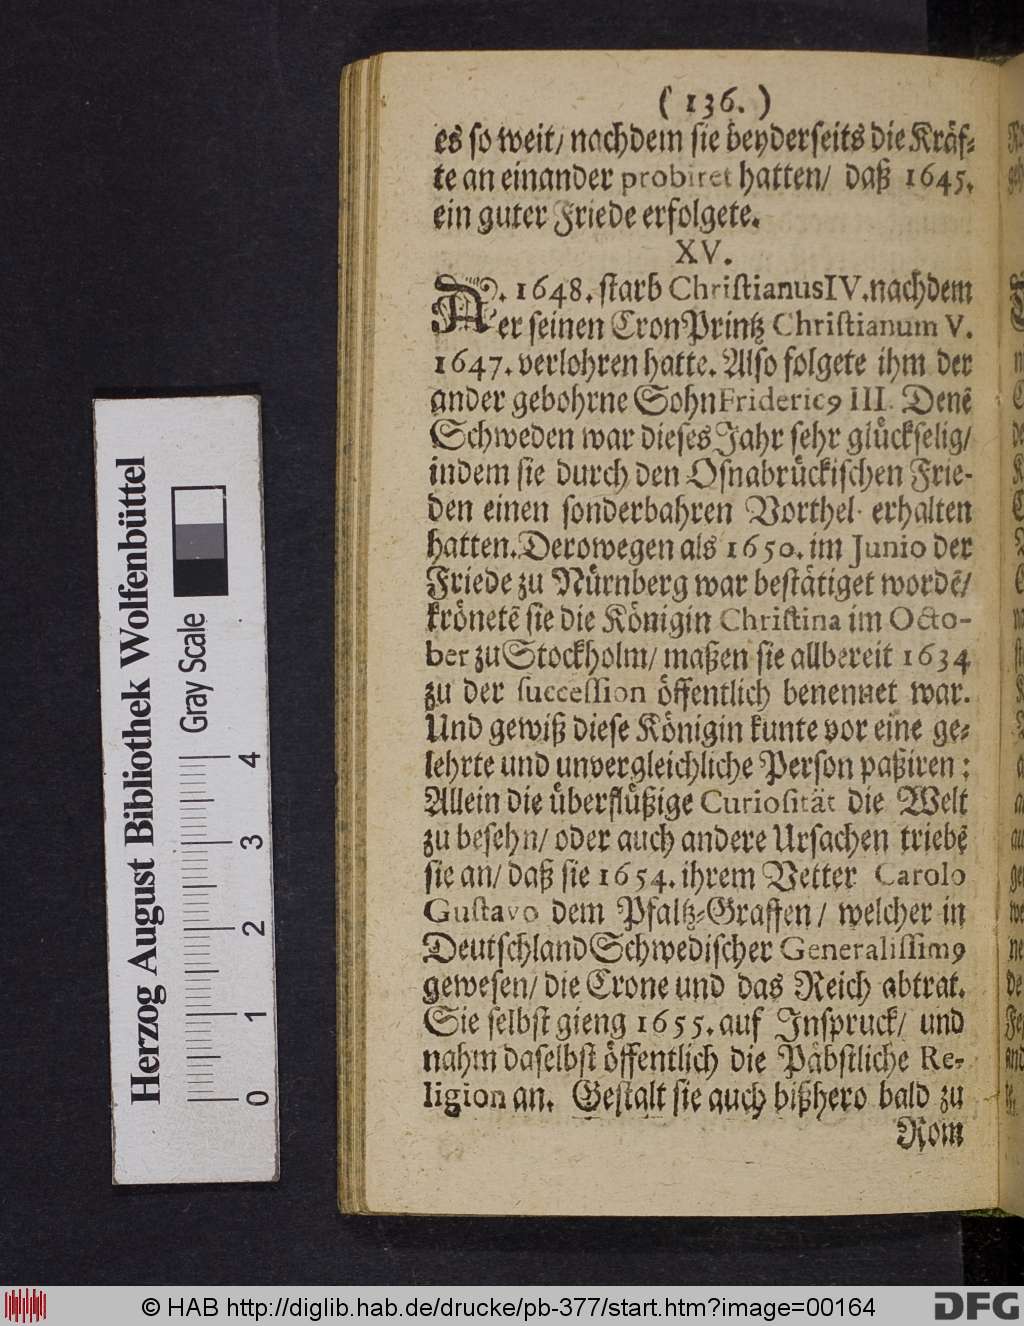 ( 136. )
es so weit/ nachdem sie beyderseits die Kräf-
te an einander probiret hatten/ daß 1645.
ein guter Friede erfolgete.
XV.
A. 1648. starb Christianus IV. nachdem
er seinen Cron Printz Christianum V.
1647. verlohren hatte. Also folgete ihm der
ander gebohrne Sohn Fridericꝰ III. Denē
Schweden war dieses Jahr sehr glückselig/
indem sie durch den Osnabrückischen Frie-
den einen sonderbahren Vorthel erhalten
hatten. Derowegen als 1650. im Junio der
Friede zu Nürnberg war bestätiget wordē/
krönetē sie die Königin Christina im Octo-
ber zu Stockholm/ maßen sie allbereit 1634
zu der succession öffentlich benennet war.
Und gewiß diese Königin kunte vor eine ge-
lehrte und unvergleichliche Person paßiren:
Allein die überflüßige Curiosität die Welt
zu besehn/ oder auch andere Ursachen triebē
sie an/ daß sie 1654. ihrem Vetter Carolo
Gustavo dem Pfaltz-Graffen/ welcher in
Deutschland Schwedischer Generalissimꝰ
gewesen/ die Crone und das Reich abtrat.
Sie selbst gieng 1655. auf Inspruck/ und
nahm daselbst öffentlich die Päbstliche Re-
ligion an. Gestalt sie auch bißhero bald zu
Rom
Herzog August Bibliothek Wolfenbüttel
Gray Scale
0 1 2 3 4
© HAB http://diglib.hab.de/drucke/pb-377/start.htm?image=00164
DFG